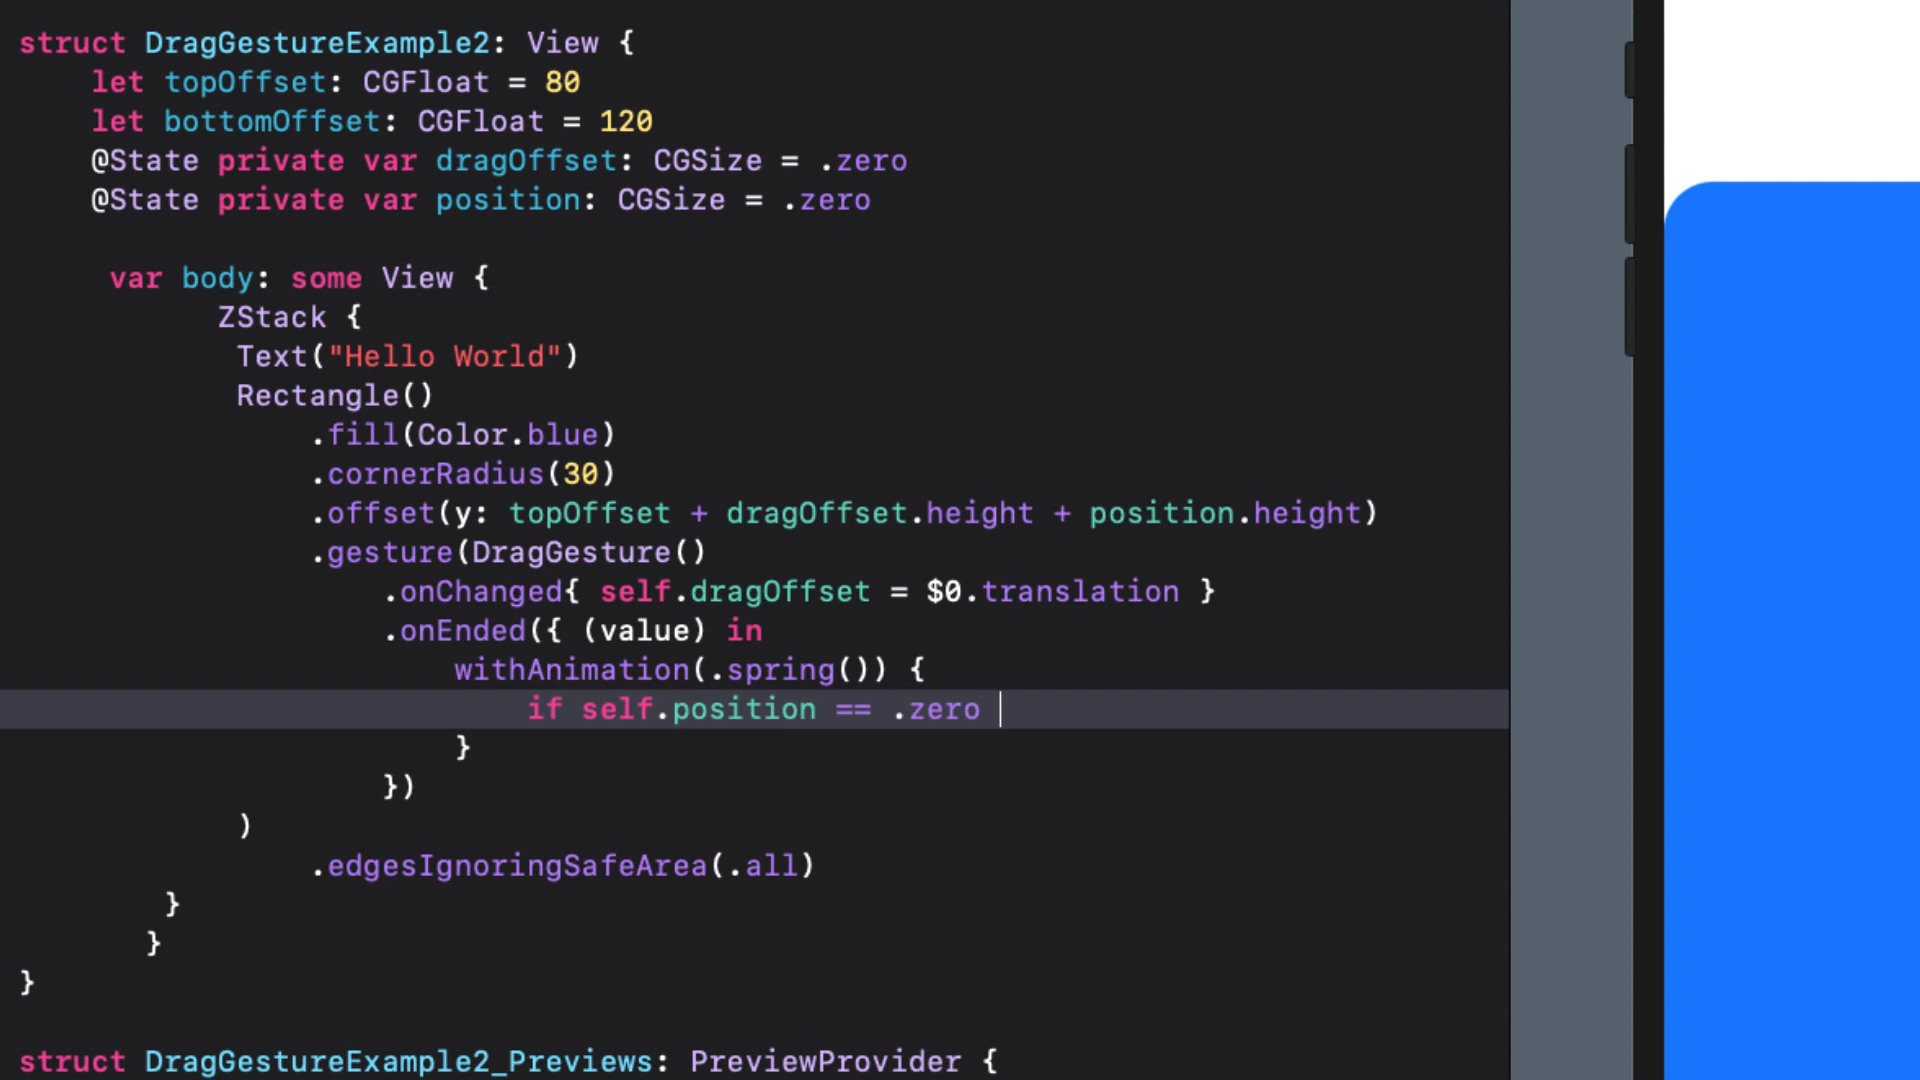 struct DragGestureExample2: View {
let topOffset: CGFloat = 80
let bottomOffset: CGFloat = 120
@State private var dragOffset: CGSize = .zero
@State private var position: CGSize = .zero
var body: some View {
ZStack {
Text("Hello World")
Rectangle()
.fill(Color.blue)
.cornerRadius(30)
.offset(y: topOffset + dragOffset.height + position.height)
.gesture(DragGesture()
.onChanged{ self.dragOffset = $0.translation }
.onEnded({ (value) in
withAnimation(.spring()) {
if self.position == .zero
}
})
)
.edgesIgnoringSafeArea(.all)
}
}
}
struct DragGestureExample2_Previews: PreviewProvider {